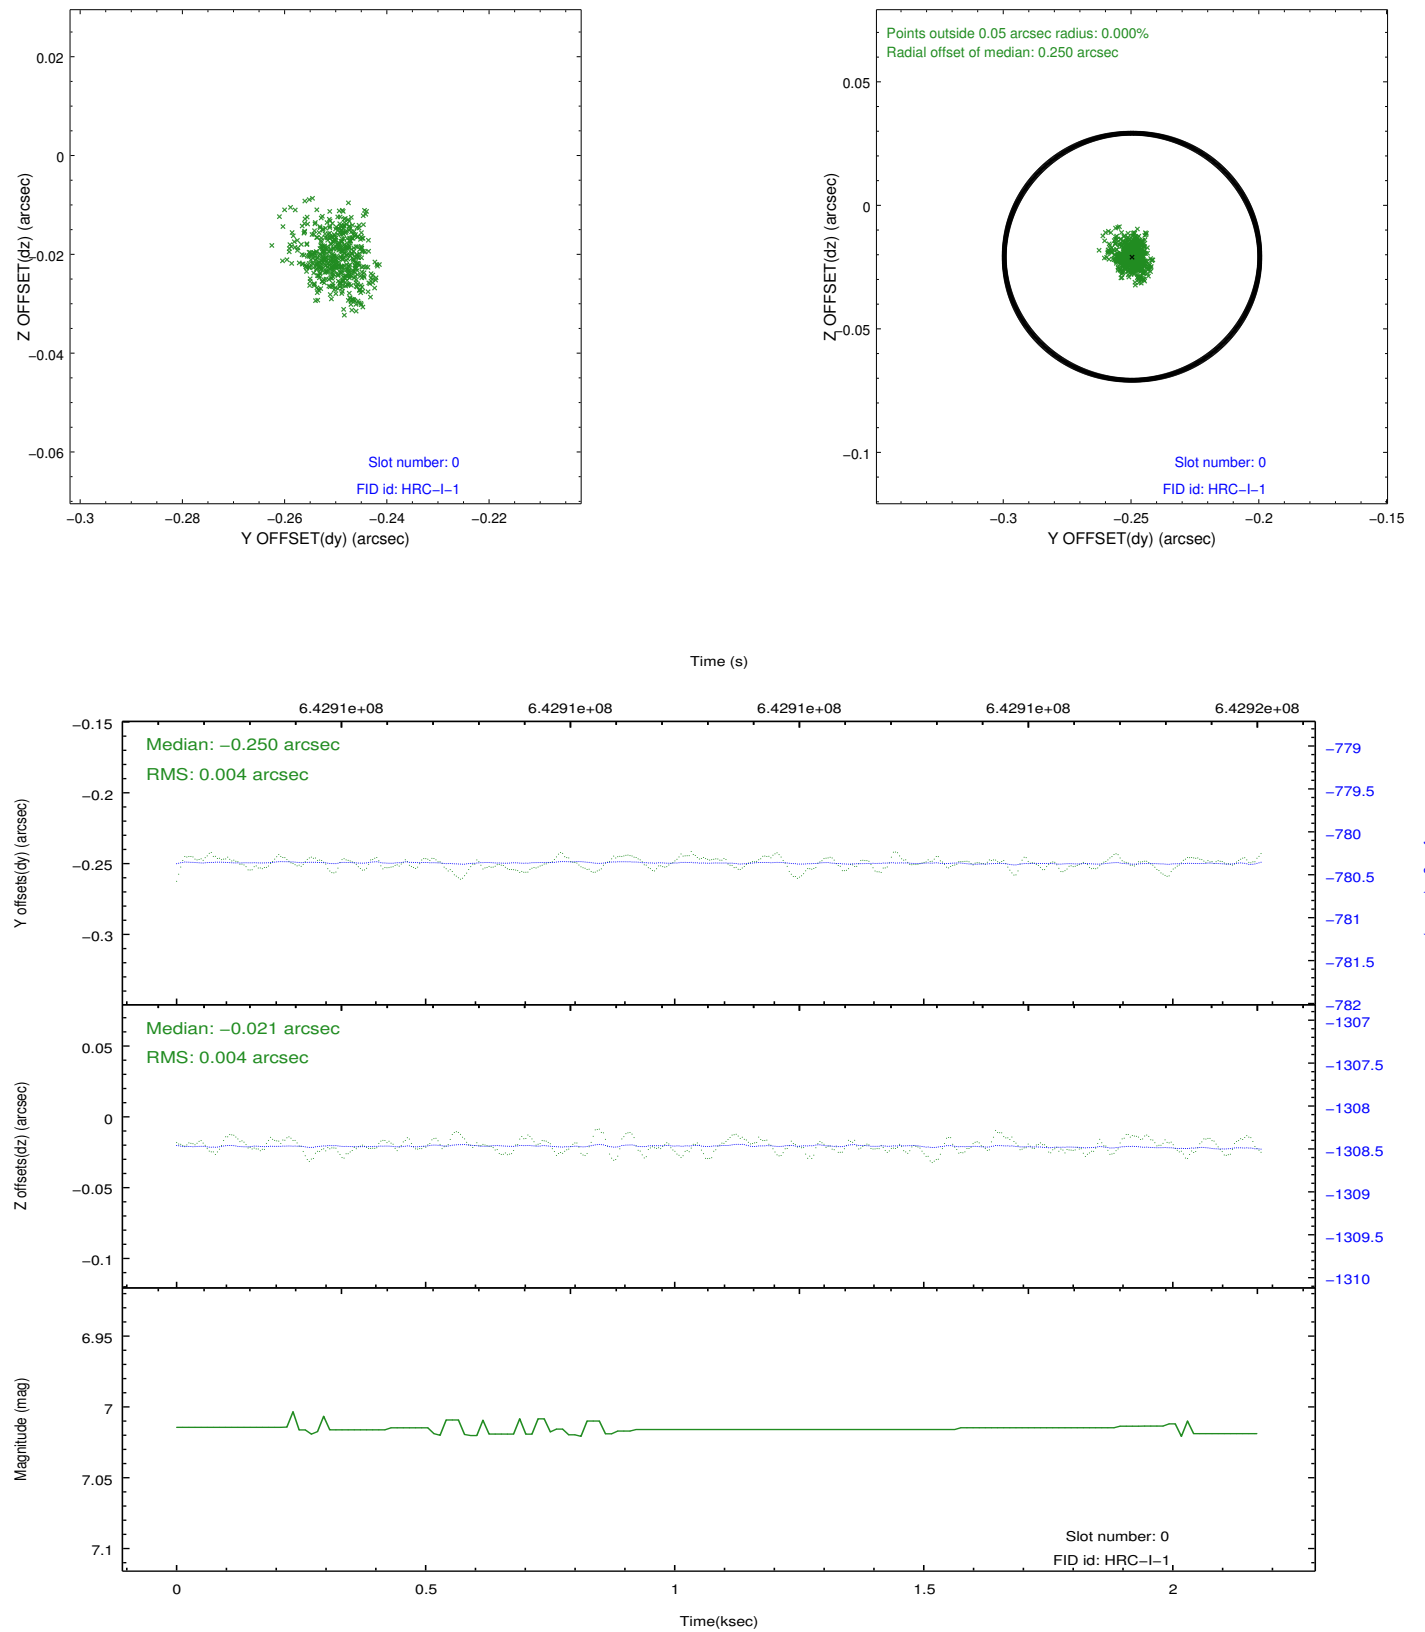 0.02
0
−0.02
−0.04
−0.06
Z OFFSET(dz) (arcsec)
Slot number: 0
FID id: HRC−I−1
−0.3
−0.28
−0.26
−0.24
−0.22
Y OFFSET(dy) (arcsec)
Points outside 0.05 arcsec radius: 0.000%
Radial offset of median: 0.250 arcsec
0.05
0
−0.05
−0.1
Z OFFSET(dz) (arcsec)
Slot number: 0
FID id: HRC−I−1
−0.3
−0.25
−0.2
−0.15
Y OFFSET(dy) (arcsec)
Time (s)
6.4291e+08
6.4291e+08
6.4291e+08
6.4291e+08
6.4292e+08
−0.15
−0.2
−0.25
−0.3
Y offsets(dy) (arcsec)
Median: −0.250 arcsec
RMS: 0.004 arcsec
−779
−779.5
−780
−780.5
−781
−781.5
−782
0.05
0
−0.05
−0.1
Z offsets(dz) (arcsec)
Median: −0.021 arcsec
RMS: 0.004 arcsec
−1307
−1307.5
−1308
−1308.5
−1309
−1309.5
−1310
6.95
7
7.05
7.1
Magnitude (mag)
Slot number: 0
FID id: HRC−I−1
0
0.5
1
1.5
2
Time(ksec)